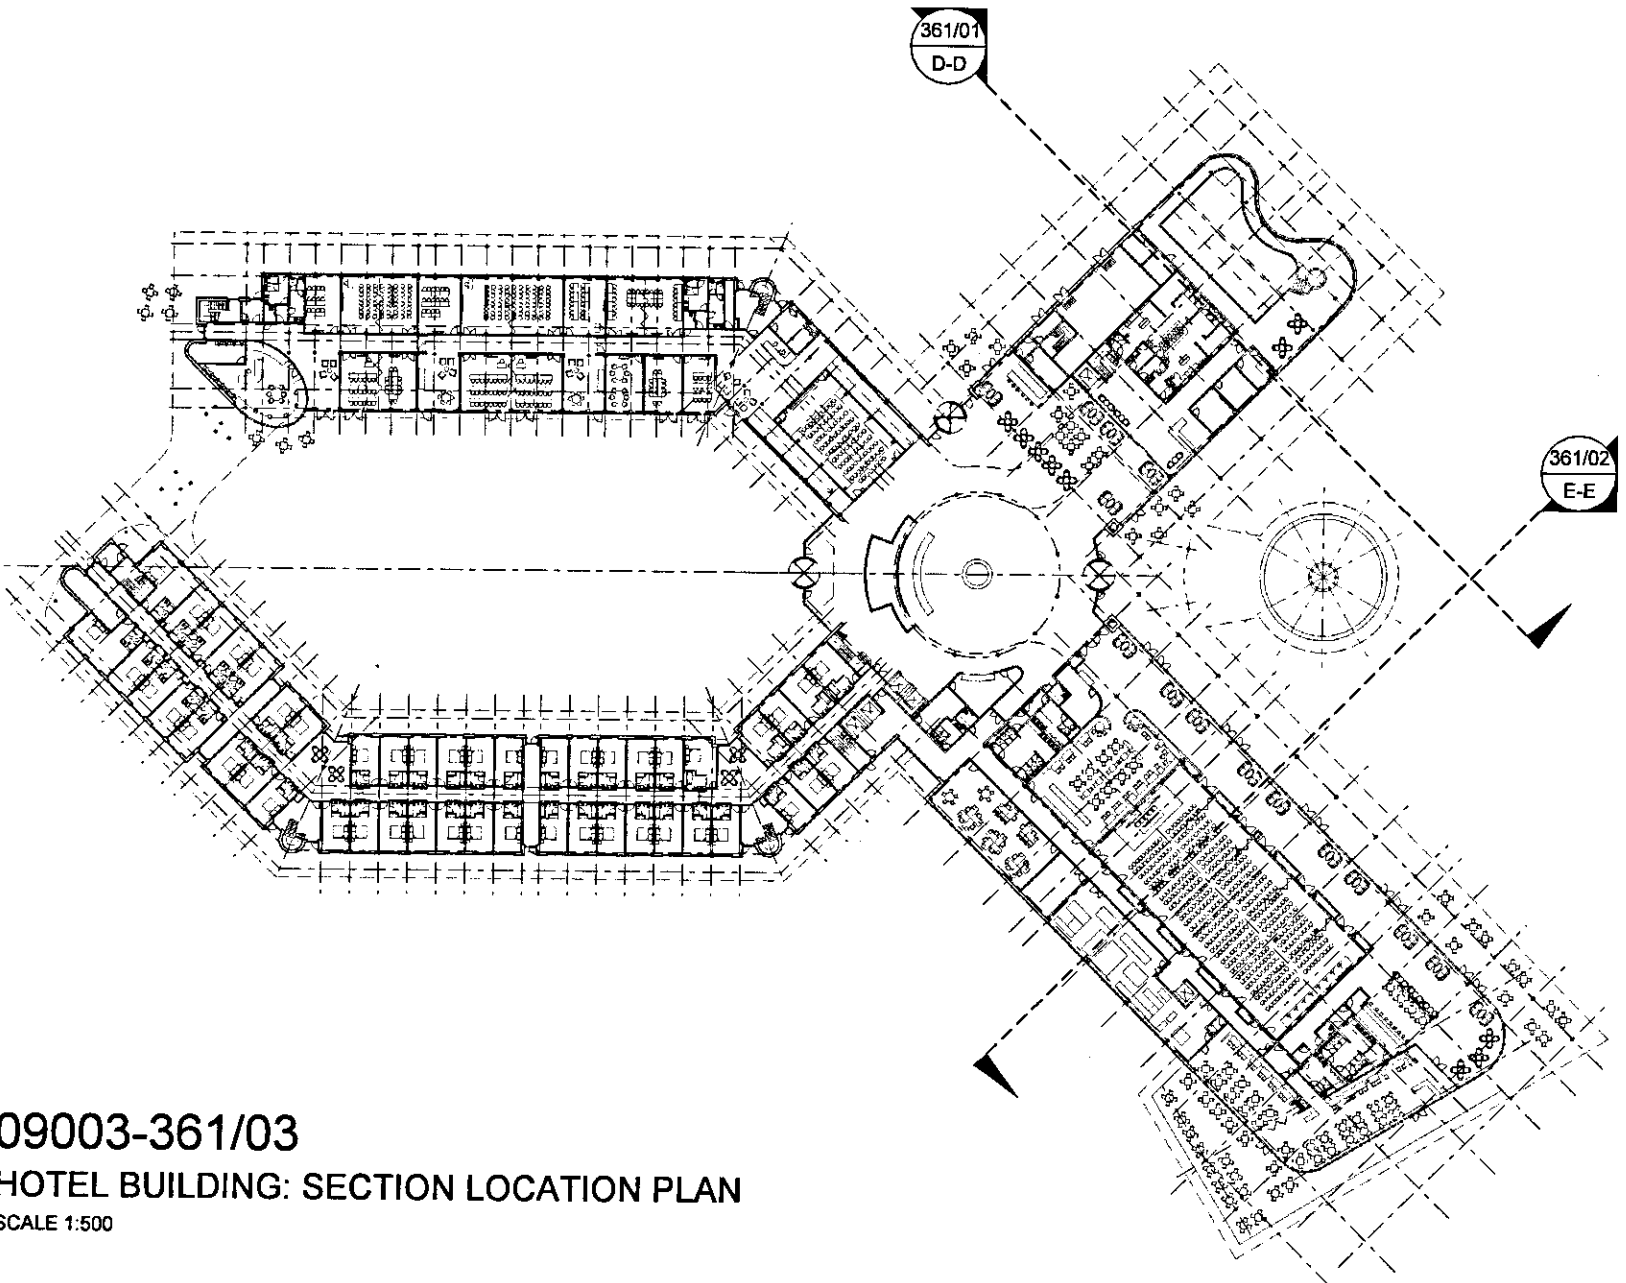 361/01
D-D
361/02
E-E
09003-361/03
HOTEL BUILDING: SECTION LOCATION PLAN
SCALE 1:500